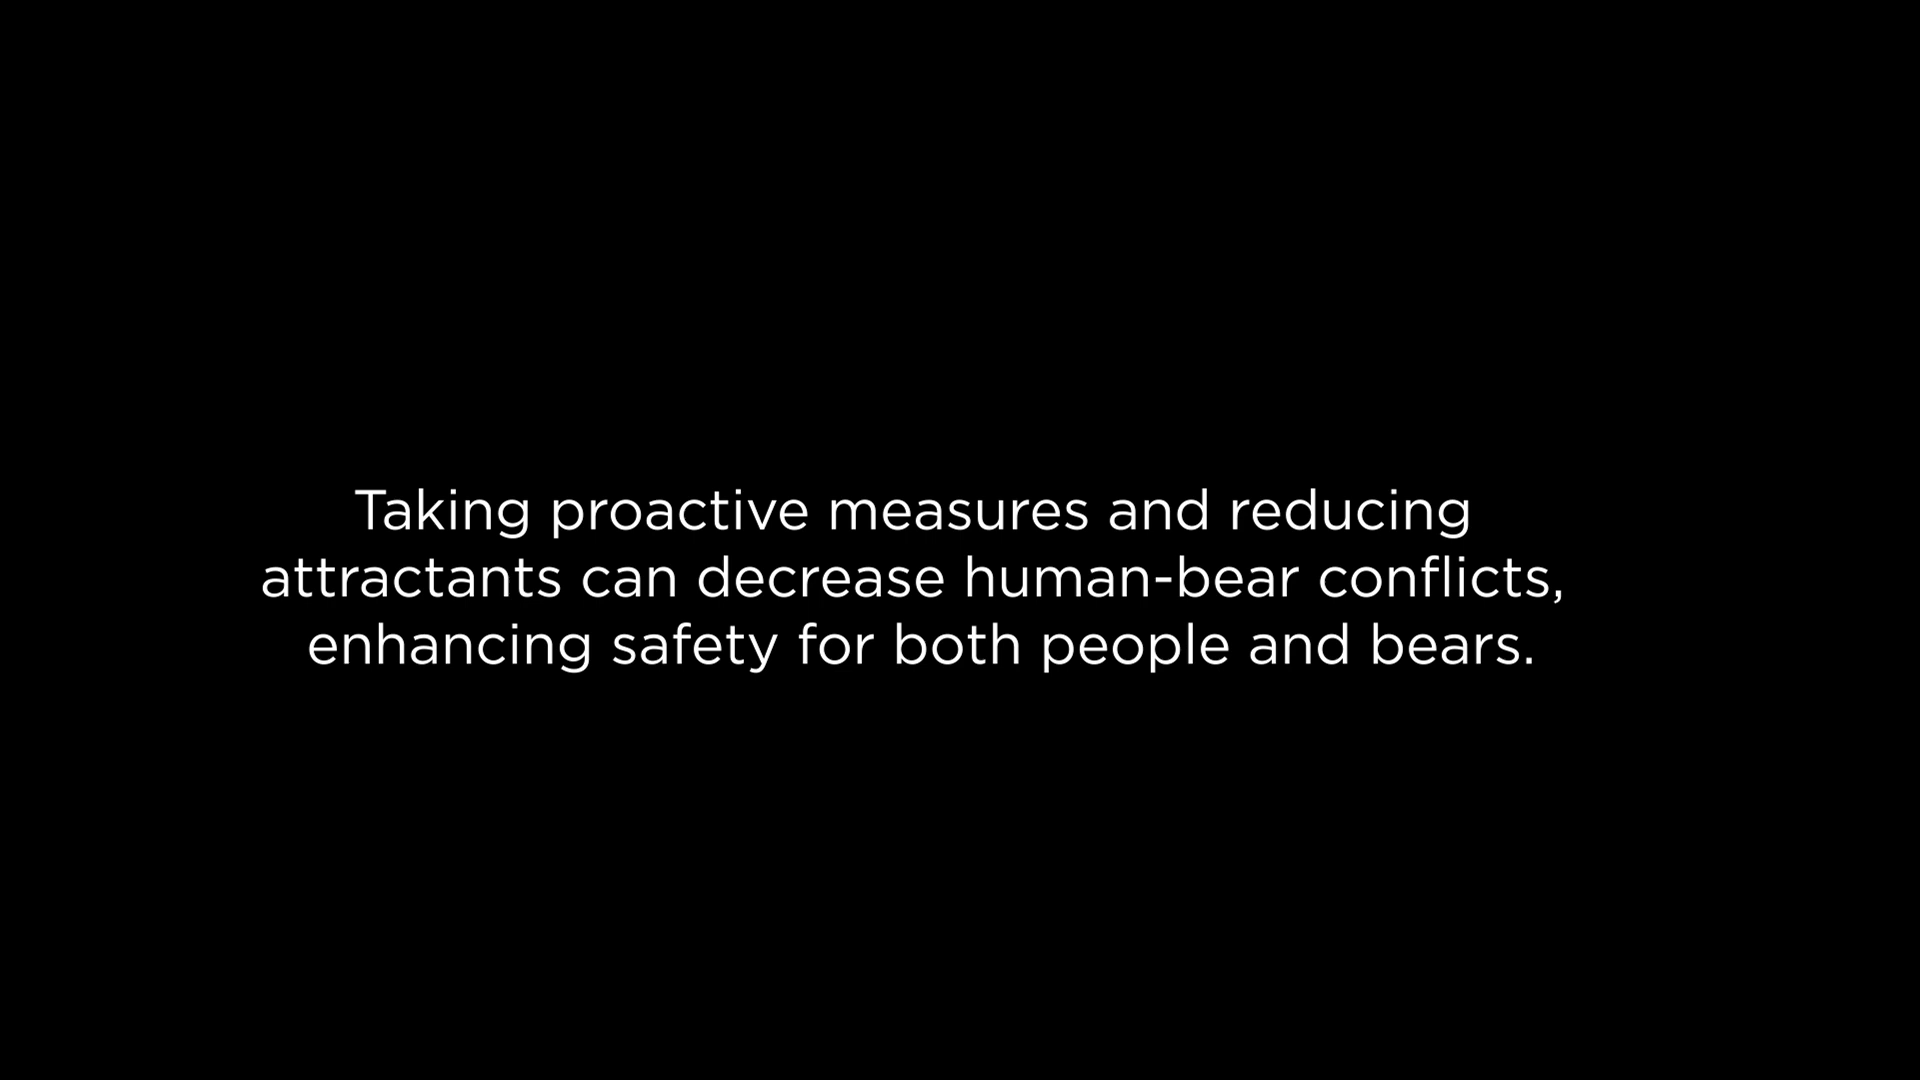 Taking proactive measures and reducing
attractants can decrease human-bear conflicts,
enhancing safety for both people and bears.